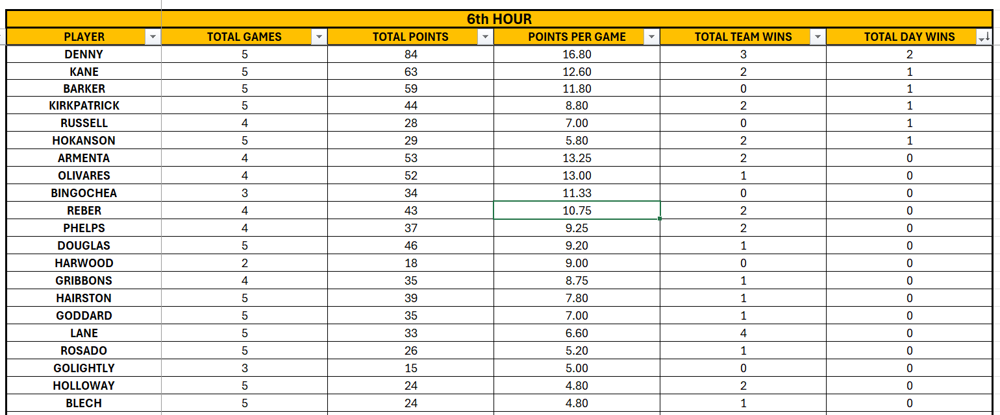 6th HOUR
PLAYER TOTAL GAMES TOTAL POINTS POINTS PER GAME TOTAL TEAM WINS TOTAL DAY WINS
DENNY 5 84 16.80 3 2
KANE 5 63 12.60 2 1
BARKER 5 59 11.80 0 1
KIRKPATRICK 5 44 8.80 2 1
RUSSELL 4 28 7.00 0 1
HOKANSON 5 29 5.80 2 1
ARMENTA 4 53 13.25 2 0
OLIVARES 4 52 13.00 1 0
BINGOCHEA 3 34 11.33 0 0
REBER 4 43 10.75 2 0
PHELPS 4 37 9.25 2 0
DOUGLAS 5 46 9.20 1 0
HARWOOD 2 18 9.00 0 0
GRIBBONS 4 35 8.75 1 0
HAIRSTON 5 39 7.80 1 0
GODDARD 5 35 7.00 1 0
LANE 5 33 6.60 4 0
ROSADO 5 26 5.20 1 0
GOLIGHTLY 3 15 5.00 0 0
HOLLOWAY 5 24 4.80 2 0
BLECH 5 24 4.80 1 0